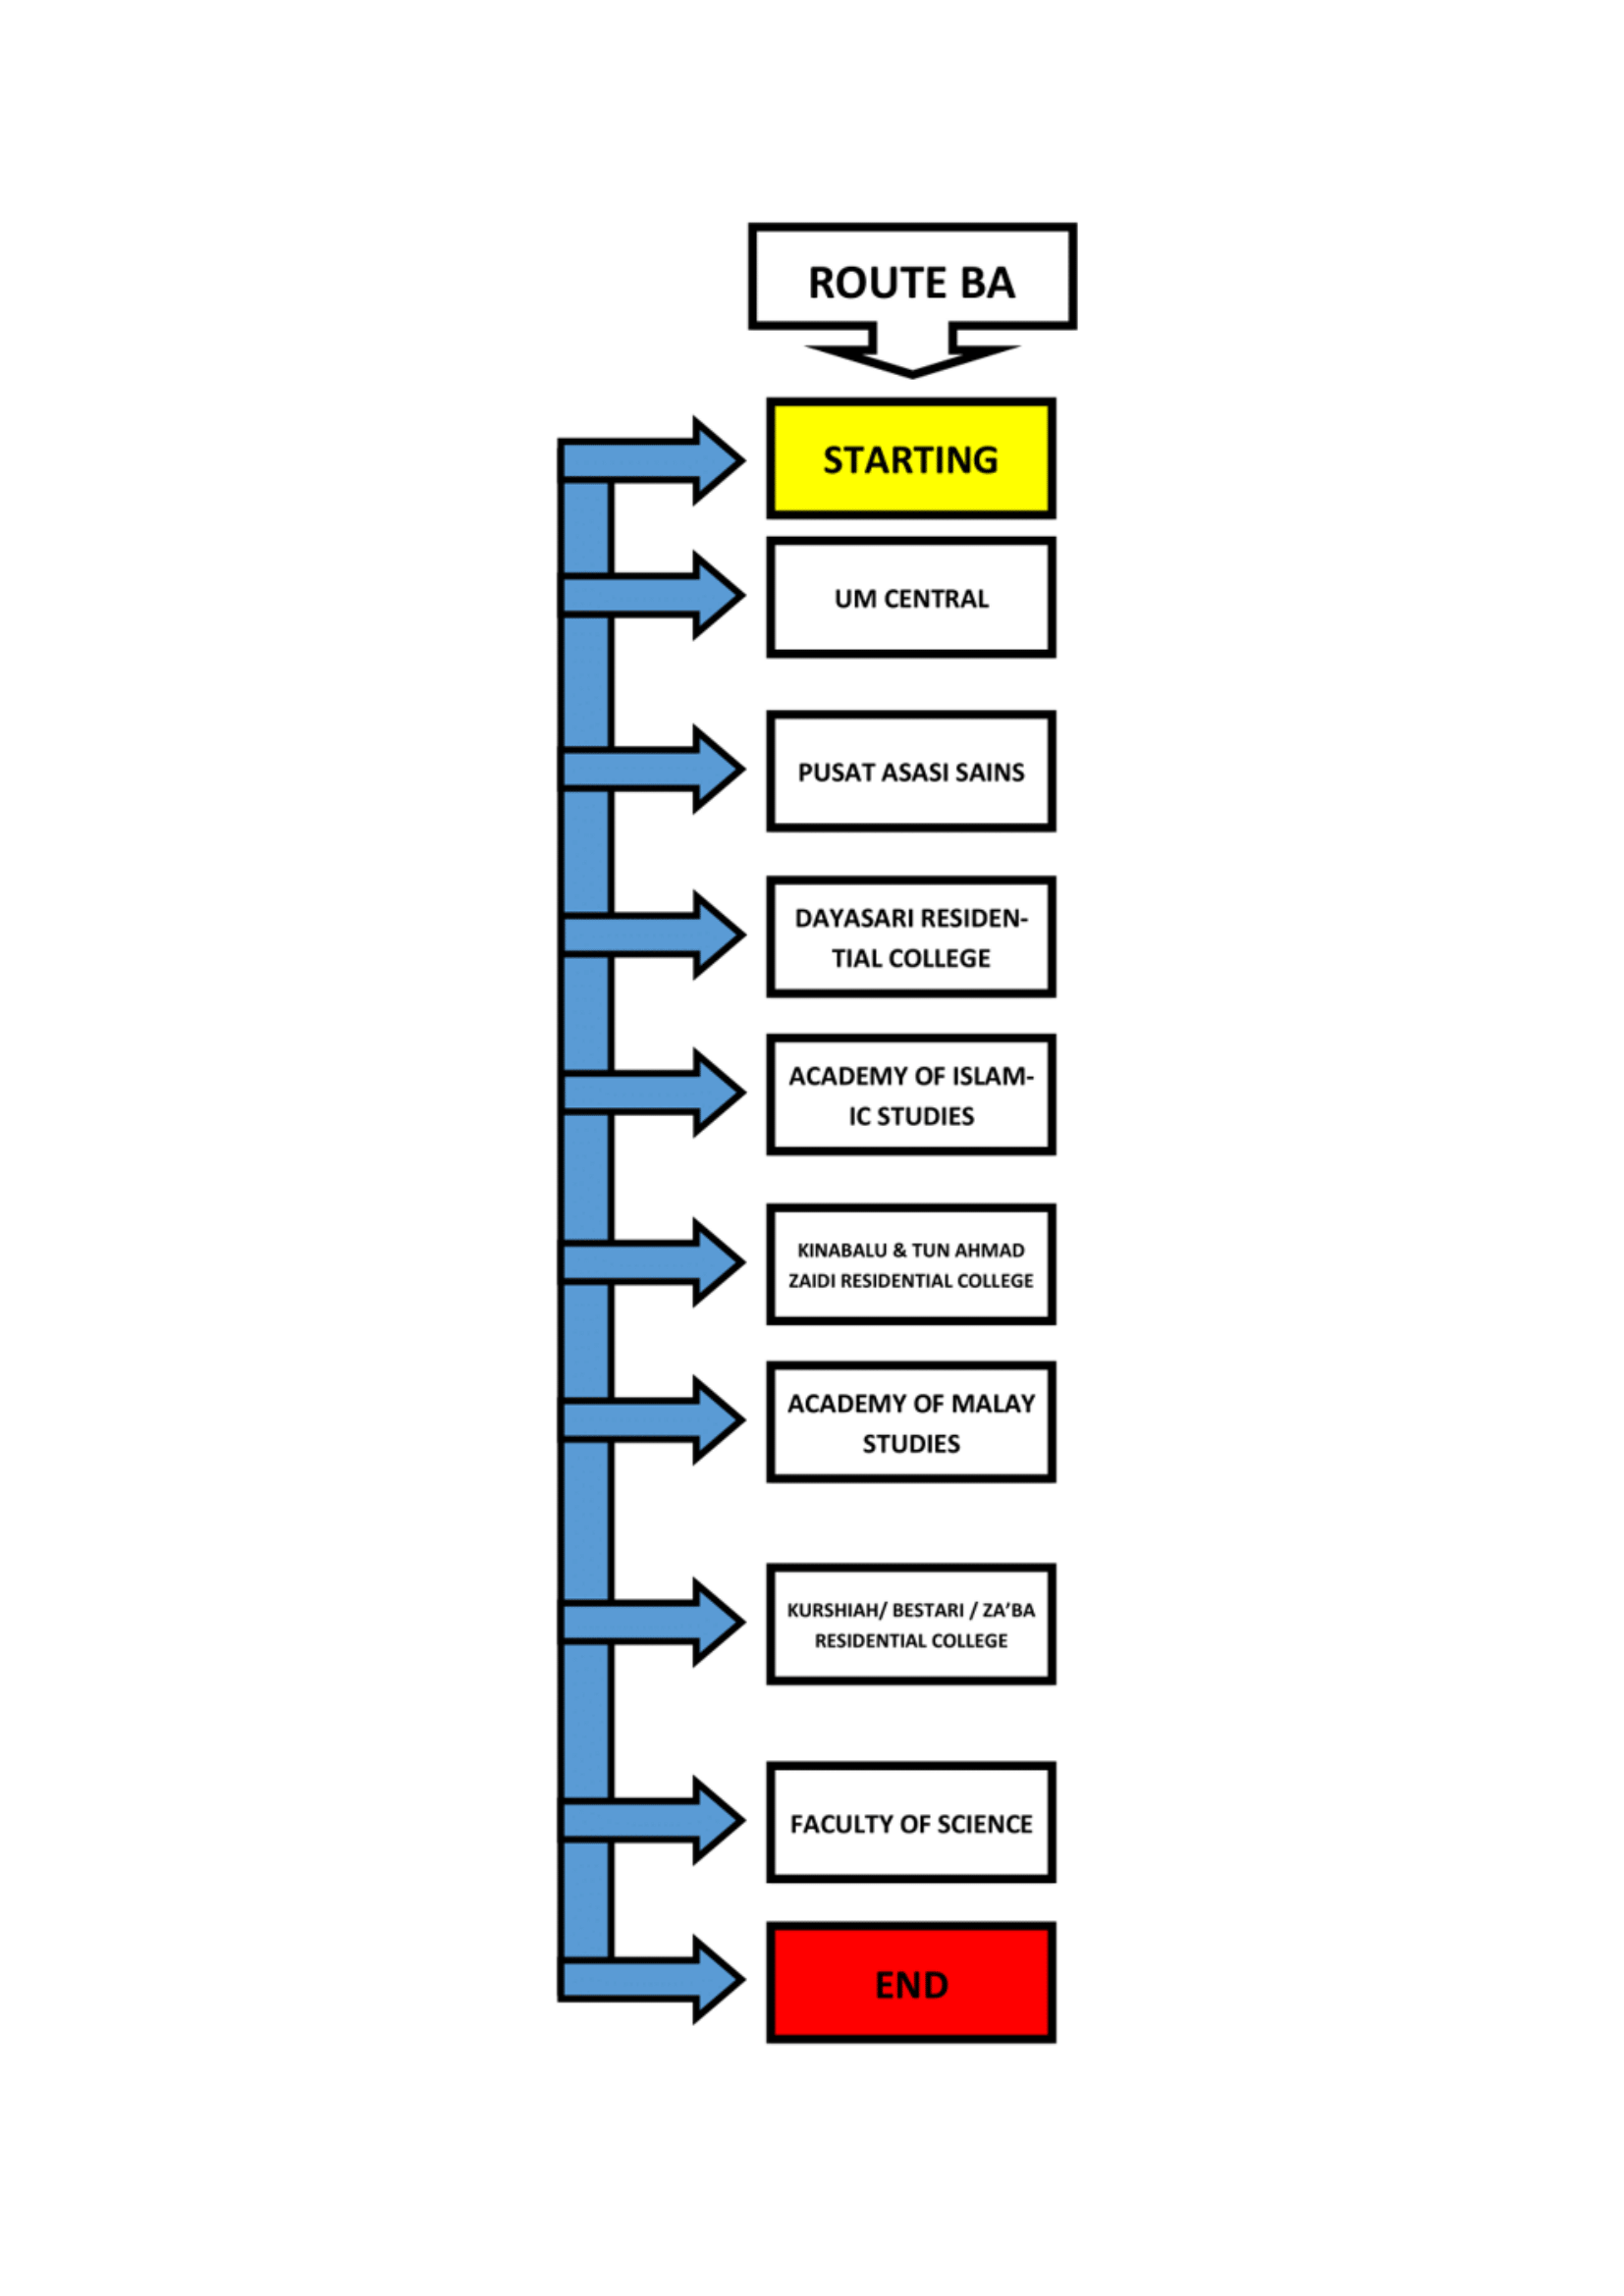 ROUTE BA
STARTING
UM CENTRAL
PUSAT ASASI SAINS
DAYASARI RESIDEN-
TIAL COLLEGE
ACADEMY OF ISLAM-
IC STUDIES
KINABALU & TUN AHMAD
ZAIDI RESIDENTIAL COLLEGE
ACADEMY OF MALAY
STUDIES
KURSHIAH/ BESTARI / ZA’BA
RESIDENTIAL COLLEGE
FACULTY OF SCIENCE
END